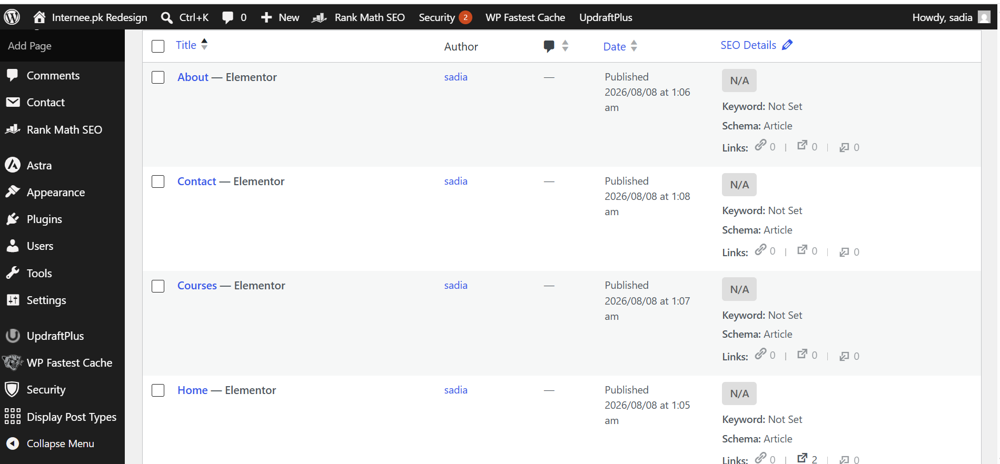 Internee.pk Redesign Ctrl+K 0 New Rank Math SEO Security 2 WP Fastest Cache UpdraftPlus Howdy, sadia
Add Page
Comments
Contact
Rank Math SEO
Astra
Appearance
Plugins
Users
Tools
Settings
UpdraftPlus
WP Fastest Cache
Security
Display Post Types
Collapse Menu
Title Author Date SEO Details
About — Elementor sadia — Published N/A
2026/08/08 at 1:06
am
Keyword: Not Set
Schema: Article
Links: 0 | 0 | 0
Contact — Elementor sadia — Published N/A
2026/08/08 at 1:08
am
Keyword: Not Set
Schema: Article
Links: 0 | 0 | 0
Courses — Elementor sadia — Published N/A
2026/08/08 at 1:07
am
Keyword: Not Set
Schema: Article
Links: 0 | 0 | 0
Home — Elementor sadia — Published N/A
2026/08/08 at 1:05
am
Keyword: Not Set
Schema: Article
Links: 0 | 2 | 0